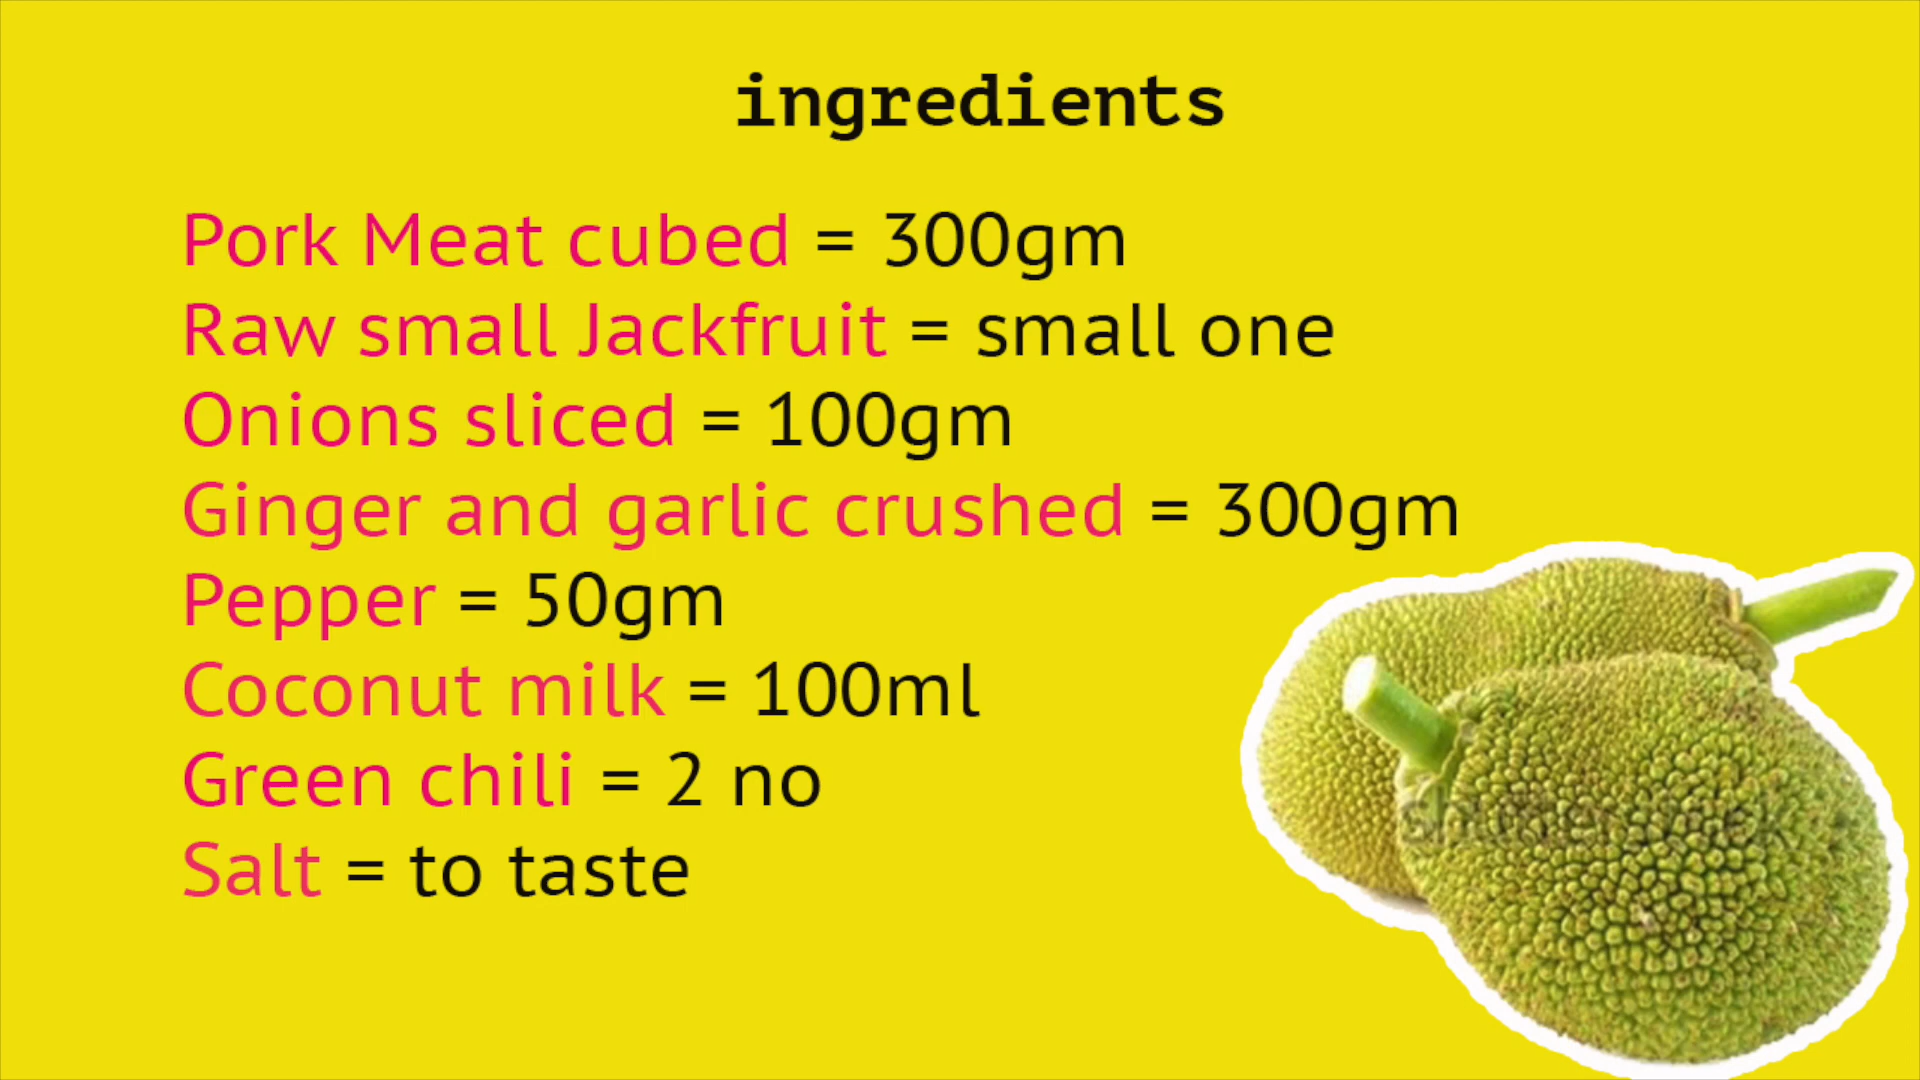 ingredients
Pork Meat cubed = 300gm
Raw small Jackfruit = small one
Onions sliced = 100gm
Ginger and garlic crushed = 300gm
Pepper = 50gm
Coconut milk = 100ml
Green chili = 2 no
Salt = to taste